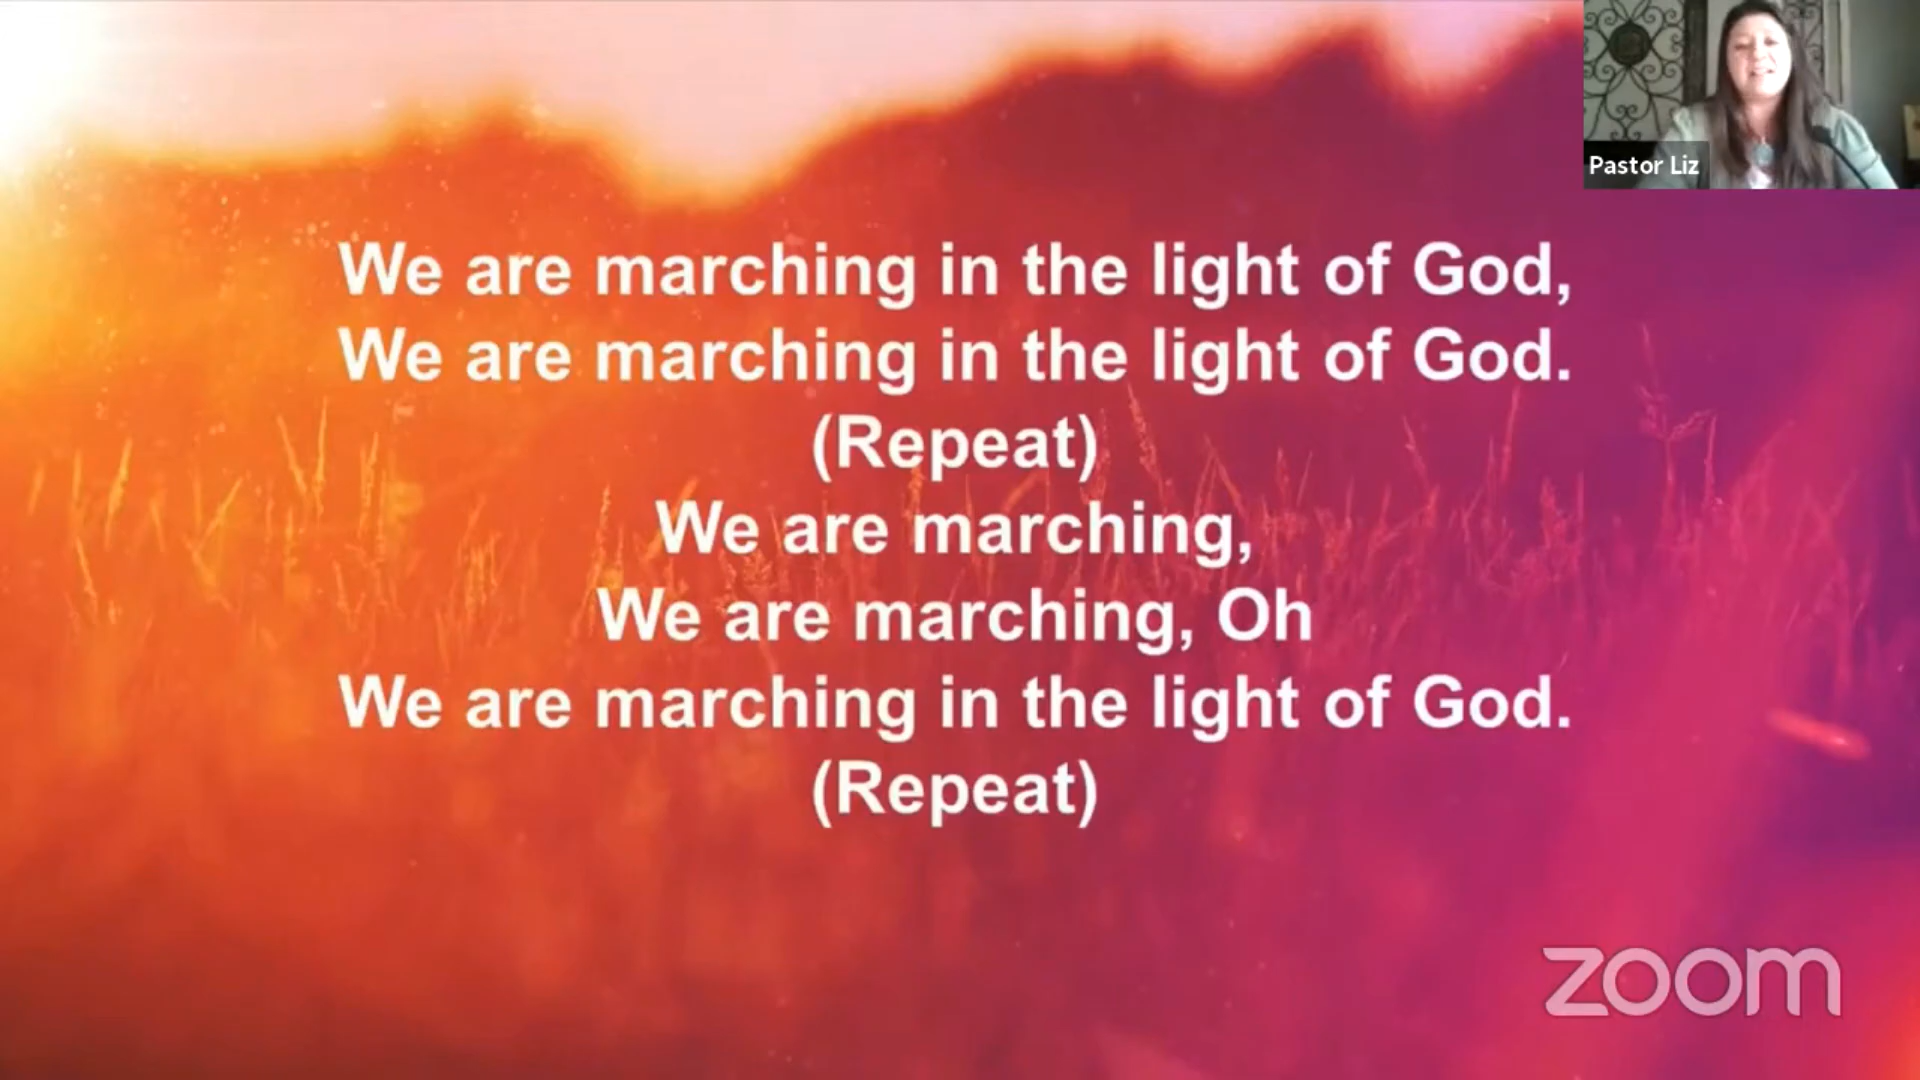 Pastor Liz
We are marching in the light of God,
We are marching in the light of God.
(Repeat)
We are marching,
We are marching, Oh
We are marching in the light of God.
(Repeat)
zoom